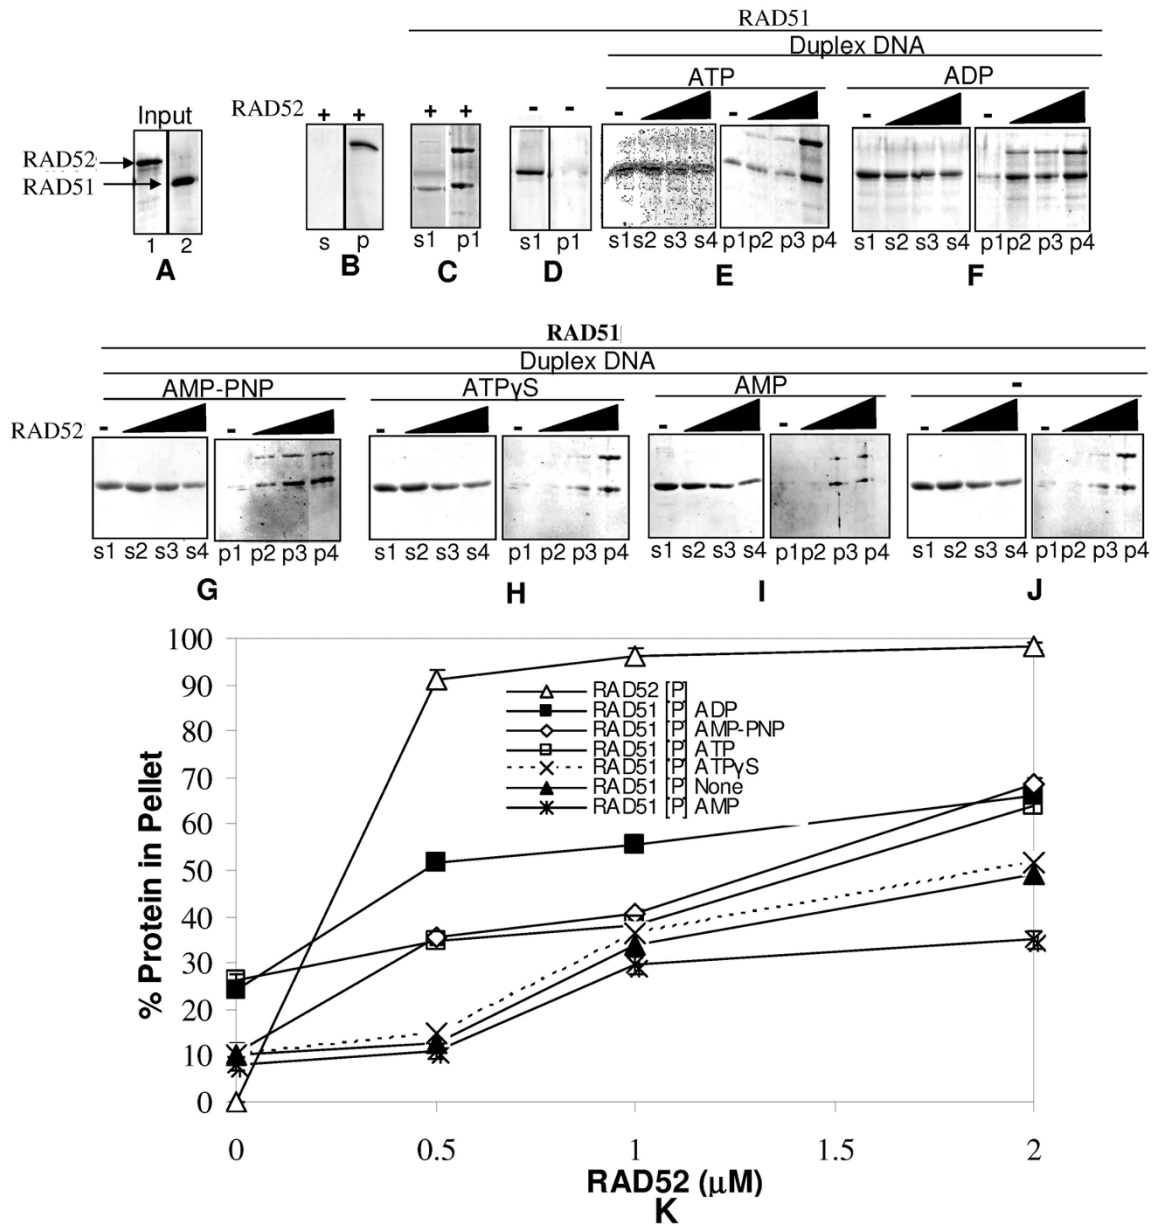 RAD51
Duplex DNA
ATP ADP
Input
RAD52 + + + + - - - - - -
RAD52
RAD51
1 2 s p s1 p1 s1 p1 s1 s2 s3 s4 p1 p2 p3 p4 s1 s2 s3 s4 p1 p2 p3 p4
A B C D E F
RAD51
Duplex DNA
AMP-PNP ATPγS AMP -
RAD52 - - - - - - - -
s1 s2 s3 s4 p1 p2 p3 p4 s1 s2 s3 s4 p1 p2 p3 p4 s1 s2 s3 s4 p1 p2 p3 p4 s1 s2 s3 s4 p1 p2 p3 p4
G H I J
100
90
80
70
60
50
40
30
20
10
0
% Protein in Pellet
RAD52 [P]
RAD51 [P] ADP
RAD51 [P] AMP-PNP
RAD51 [P] ATP
RAD51 [P] ATPγS
RAD51 [P] None
RAD51 [P] AMP
0 0.5 1 1.5 2
RAD52 (µM)
K